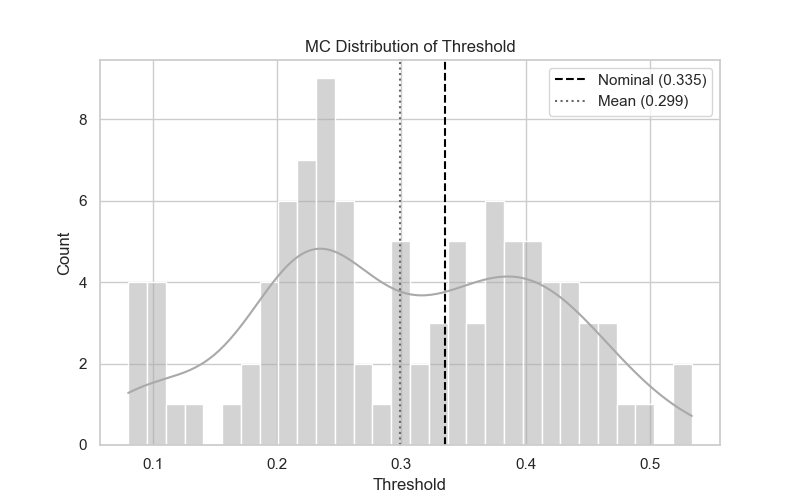 MC Distribution of Threshold
Nominal (0.335)
Mean (0.299)
Count
8
6
4
2
0
0.1 0.2 0.3 0.4 0.5
Threshold